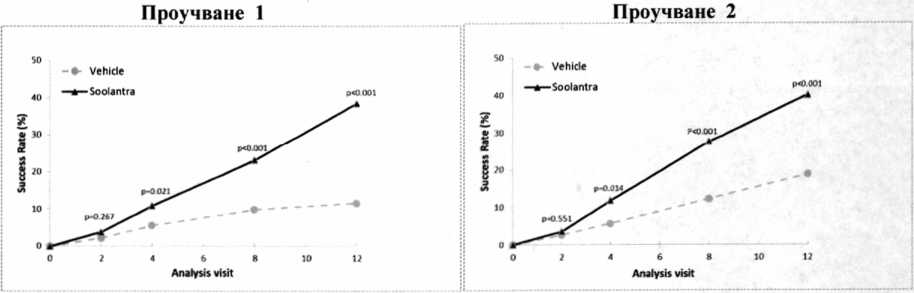 Проучване 1
50
40
30
20
10
0
Success Rate (%)
Vehicle
Soolantra
p=0.267
p=0.021
p<0.001
p<0.001
0 2 4 6 8 10 12
Analysis visit
Проучване 2
50
40
30
20
10
0
Success Rate (%)
Vehicle
Soolantra
p=0.551
p=0.014
P<0.001
p<0.001
0 2 4 6 8 10 12
Analysis visit